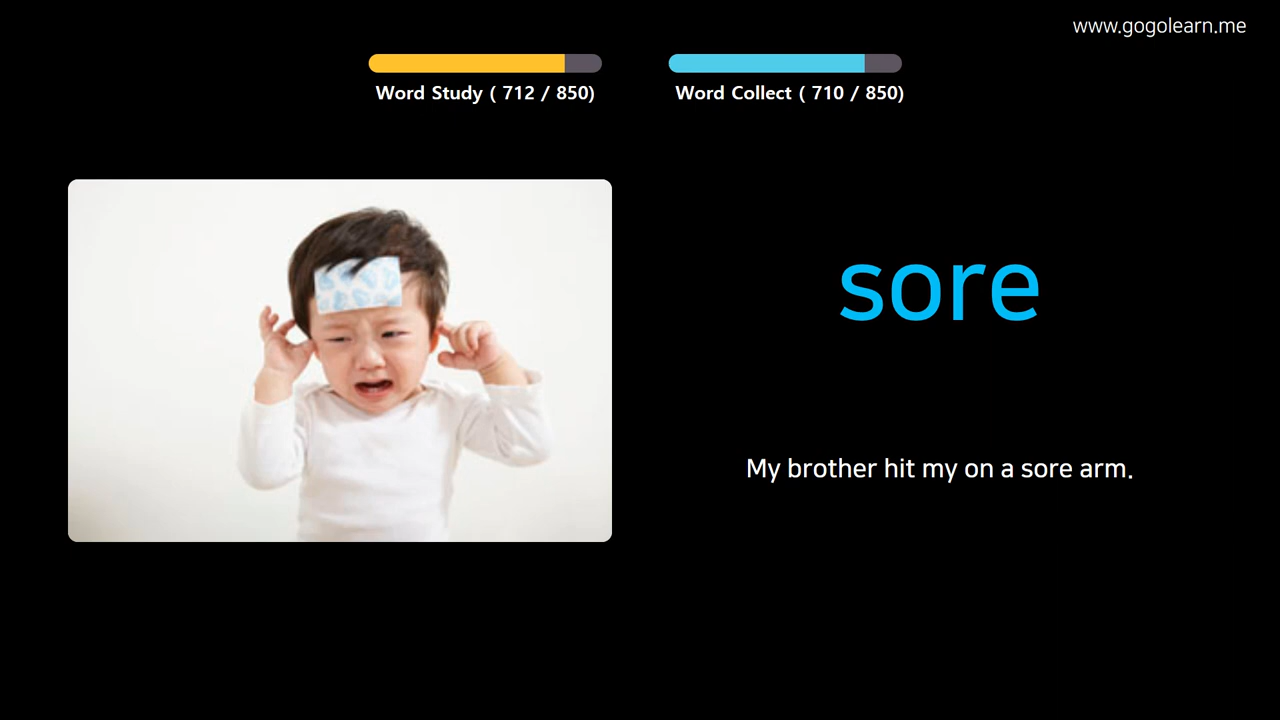 www.gogolearn.me
Word Study ( 712 / 850)
Word Collect ( 710 / 850)
sore
My brother hit my on a sore arm.